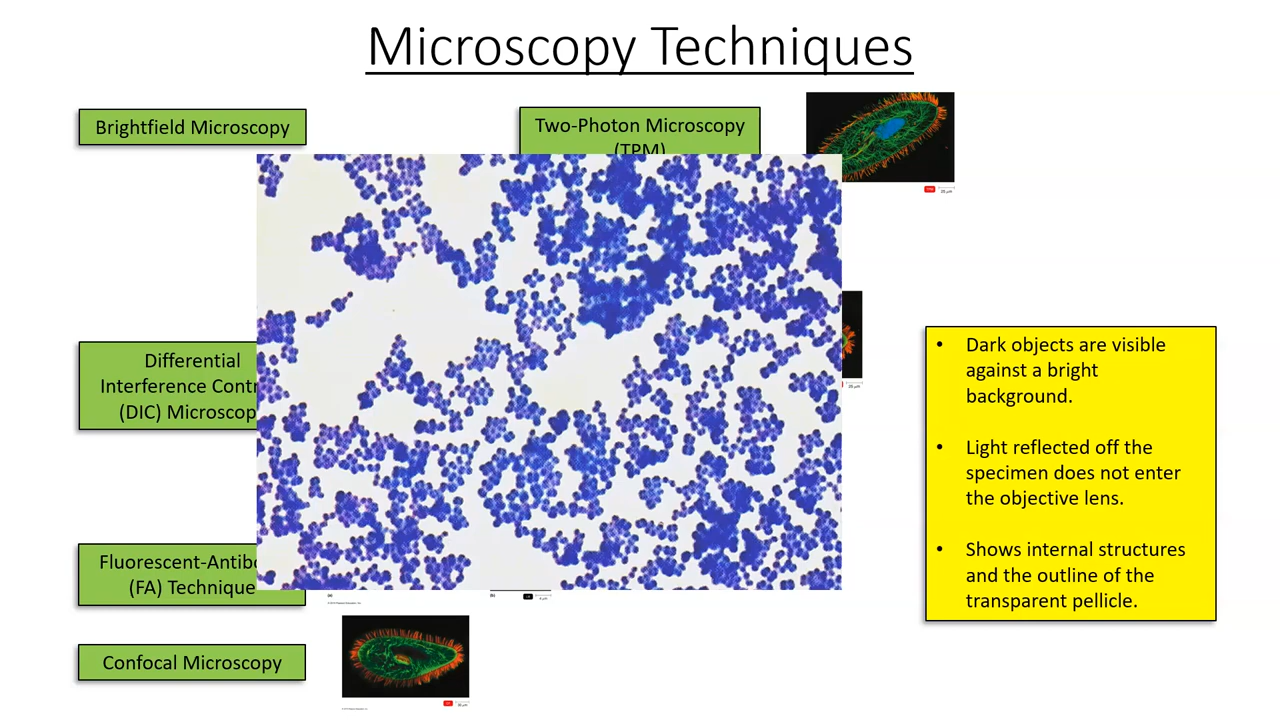 Microscopy Techniques
Brightfield Microscopy
Two-Photon Microscopy
(TPM)
Differential
Interference Contr
(DIC) Microscop
Fluorescent-Antibo
(FA) Technique
Confocal Microscopy
• Dark objects are visible
against a bright
background.
• Light reflected off the
specimen does not enter
the objective lens.
• Shows internal structures
and the outline of the
transparent pellicle.